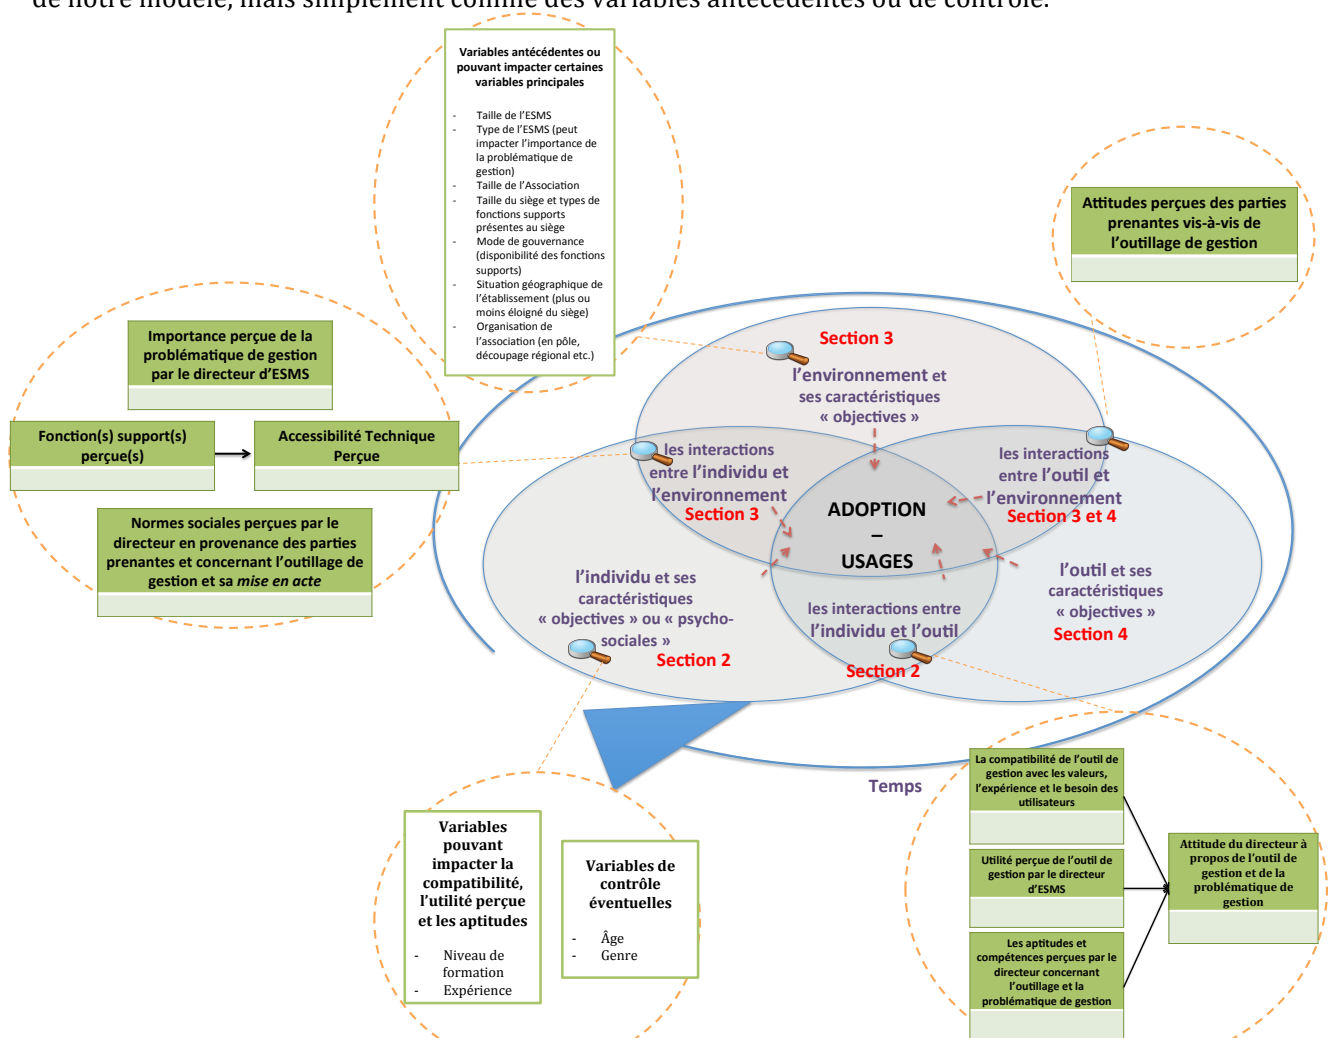 de notre modèle, mais simplement comme des variables antécédentes ou de contrôle.
Variables antécédentes ou
pouvant impacter certaines
variables principales
- Taille de l'ESMS
- Type de l'ESMS (peut
impacter l'importance de
la problématique de
gestion)
- Taille de l'Association
- Taille du siège et types de
fonctions supports
présentes au siège
- Mode de gouvernance
(disponibilité des fonctions
supports)
- Situation géographique de
l'établissement (plus ou
moins éloigné du siège)
- Organisation de
l'association (en pôle,
découpage régional etc.)
Attitudes perçues des parties
prenantes vis-à-vis de
l'outillage de gestion
Importance perçue de la
problématique de gestion
par le directeur d'ESMS
Fonction(s) support(s)
perçue(s)
Accessibilité Technique
Perçue
Normes sociales perçues par le
directeur en provenance des parties
prenantes et concernant l'outillage de
gestion et sa mise en acte
Section 3
l'environnement et
ses caractéristiques
« objectives »
les interactions
entre l'individu et
l'environnement
Section 3
les interactions
entre l'outil et
l'environnement
Section 3 et 4
ADOPTION
–
USAGES
l'individu et ses
caractéristiques
« objectives » ou « psycho-
sociales »
Section 2
les interactions entre
l'individu et l'outil
Section 2
l'outil et ses
caractéristiques
« objectives »
Section 4
Temps
Variables
pouvant
impacter la
compatibilité,
l'utilité perçue
et les aptitudes
- Niveau de
formation
- Expérience
Variables de
contrôle
éventuelles
- Âge
- Genre
La compatibilité de l'outil de
gestion avec les valeurs,
l'expérience et le besoin des
utilisateurs
Utilité perçue de l'outil de
gestion par le directeur
d'ESMS
Les aptitudes et
compétences perçues par le
directeur concernant
l'outillage et la
problématique de gestion
Attitude du directeur à
propos de l'outil de
gestion et de la
problématique de
gestion